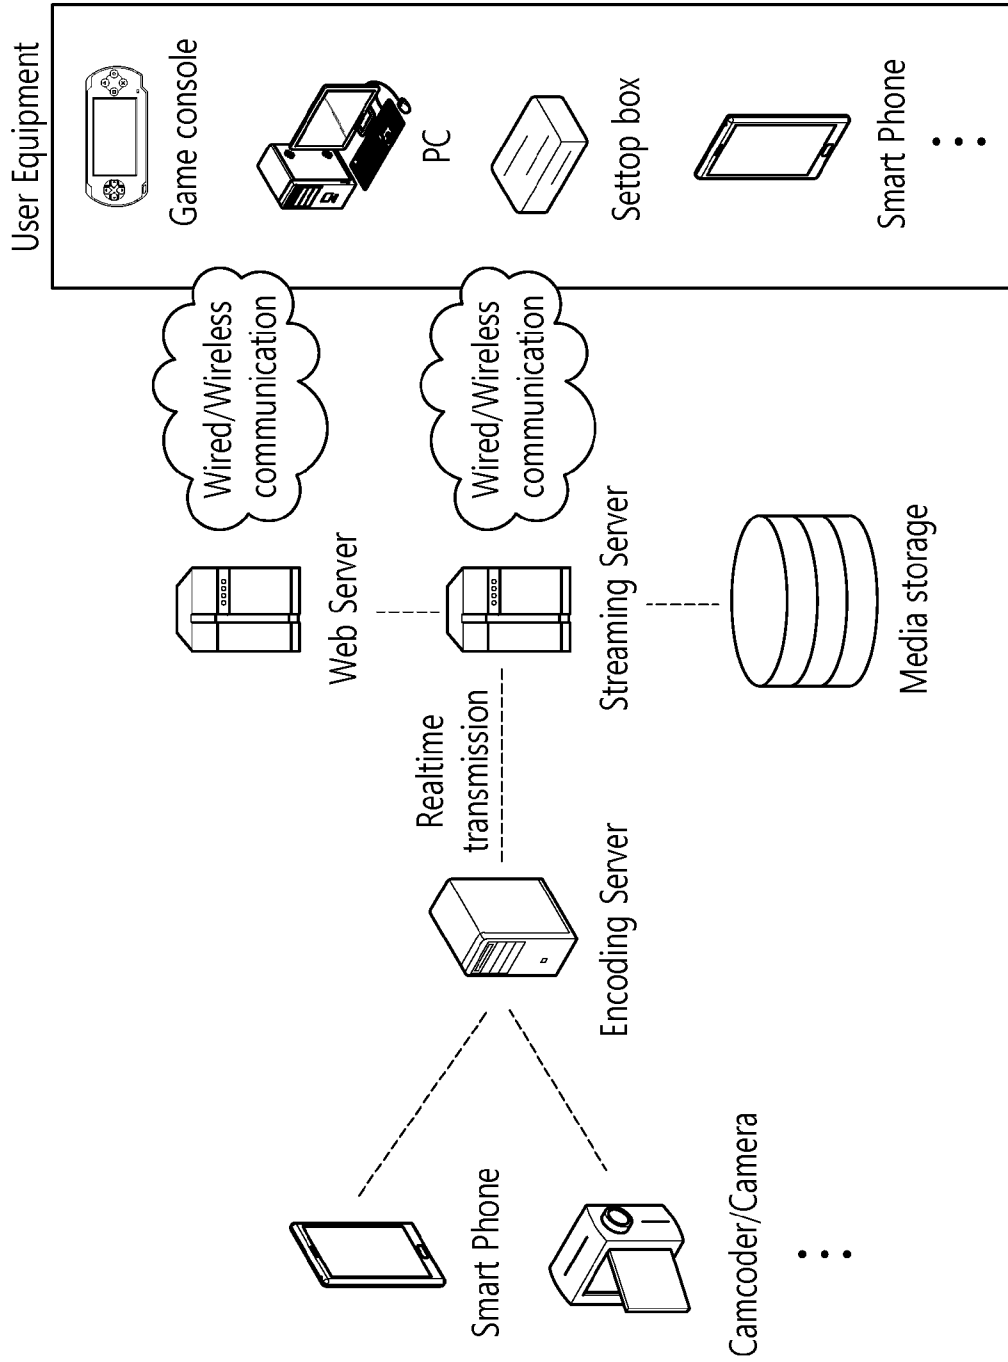 User Equipment
Game console
PC
Settop box
Smart Phone
Wired/Wireless
communication
Wired/Wireless
communication
Web Server
Streaming Server
Media storage
Realtime
transmission
Encoding Server
Smart Phone
Camcoder/Camera